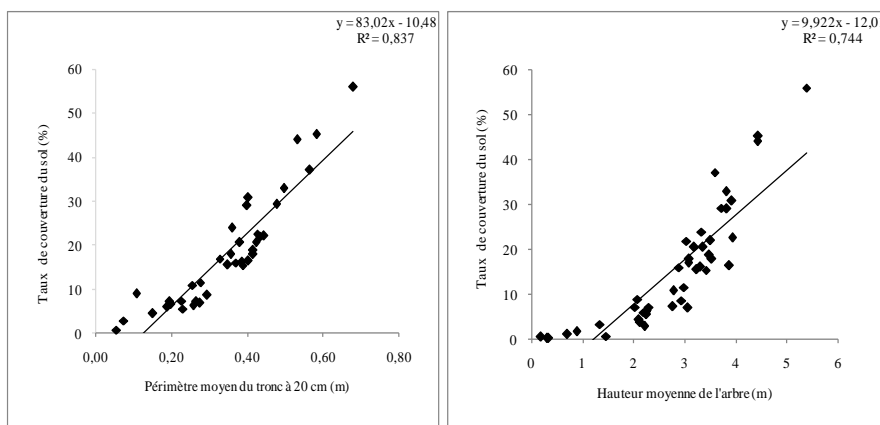 y = 83,02x - 10,48
R² = 0,837
60
50
40
30
20
10
0
Taux de couverture du sol (%)
0,00 0,20 0,40 0,60 0,80
Périmètre moyen du tronc à 20 cm (m)
y = 9,922x - 12,0
R² = 0,744
60
50
40
30
20
10
0
Taux de couverture du sol (%)
0 1 2 3 4 5 6
Hauteur moyenne de l'arbre (m)